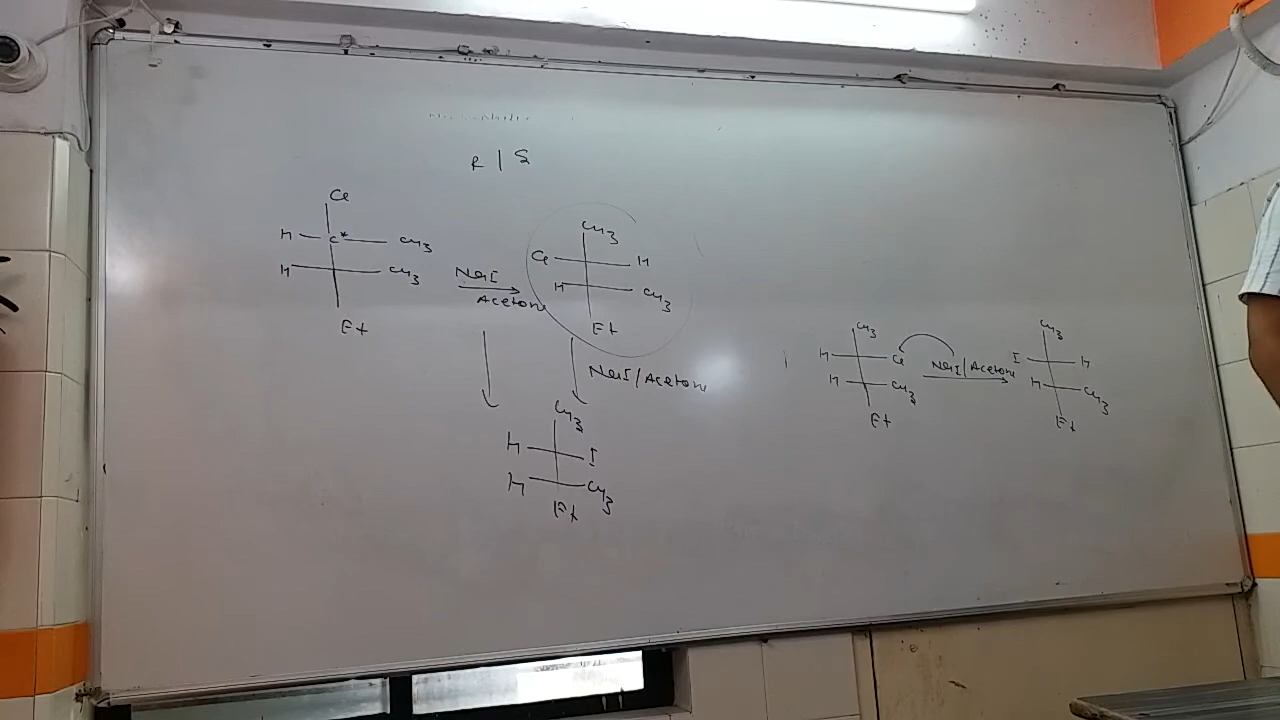 R | S
Cl
H C* CH3
H CH3
Et
NaI
Acetone
CH3
Cl H
H CH3
Et
NaI/Acetone
CH3
H I
H CH3
Et
CH3
H Cl
H CH3
Et
NaI/Acetone
CH3
I H
H CH3
Et